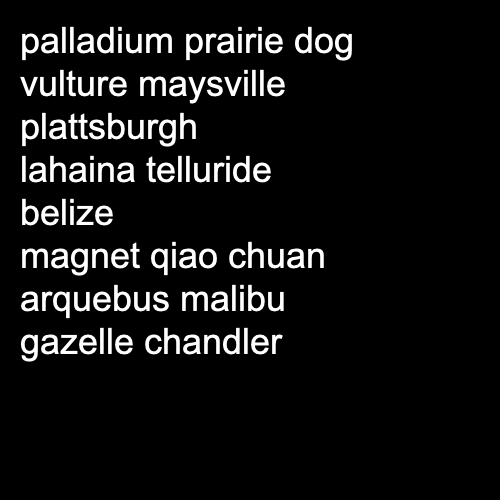 palladium prairie dog
vulture maysville
plattsburgh
lahaina telluride
belize
magnet qiao chuan
arquebus malibu
gazelle chandler